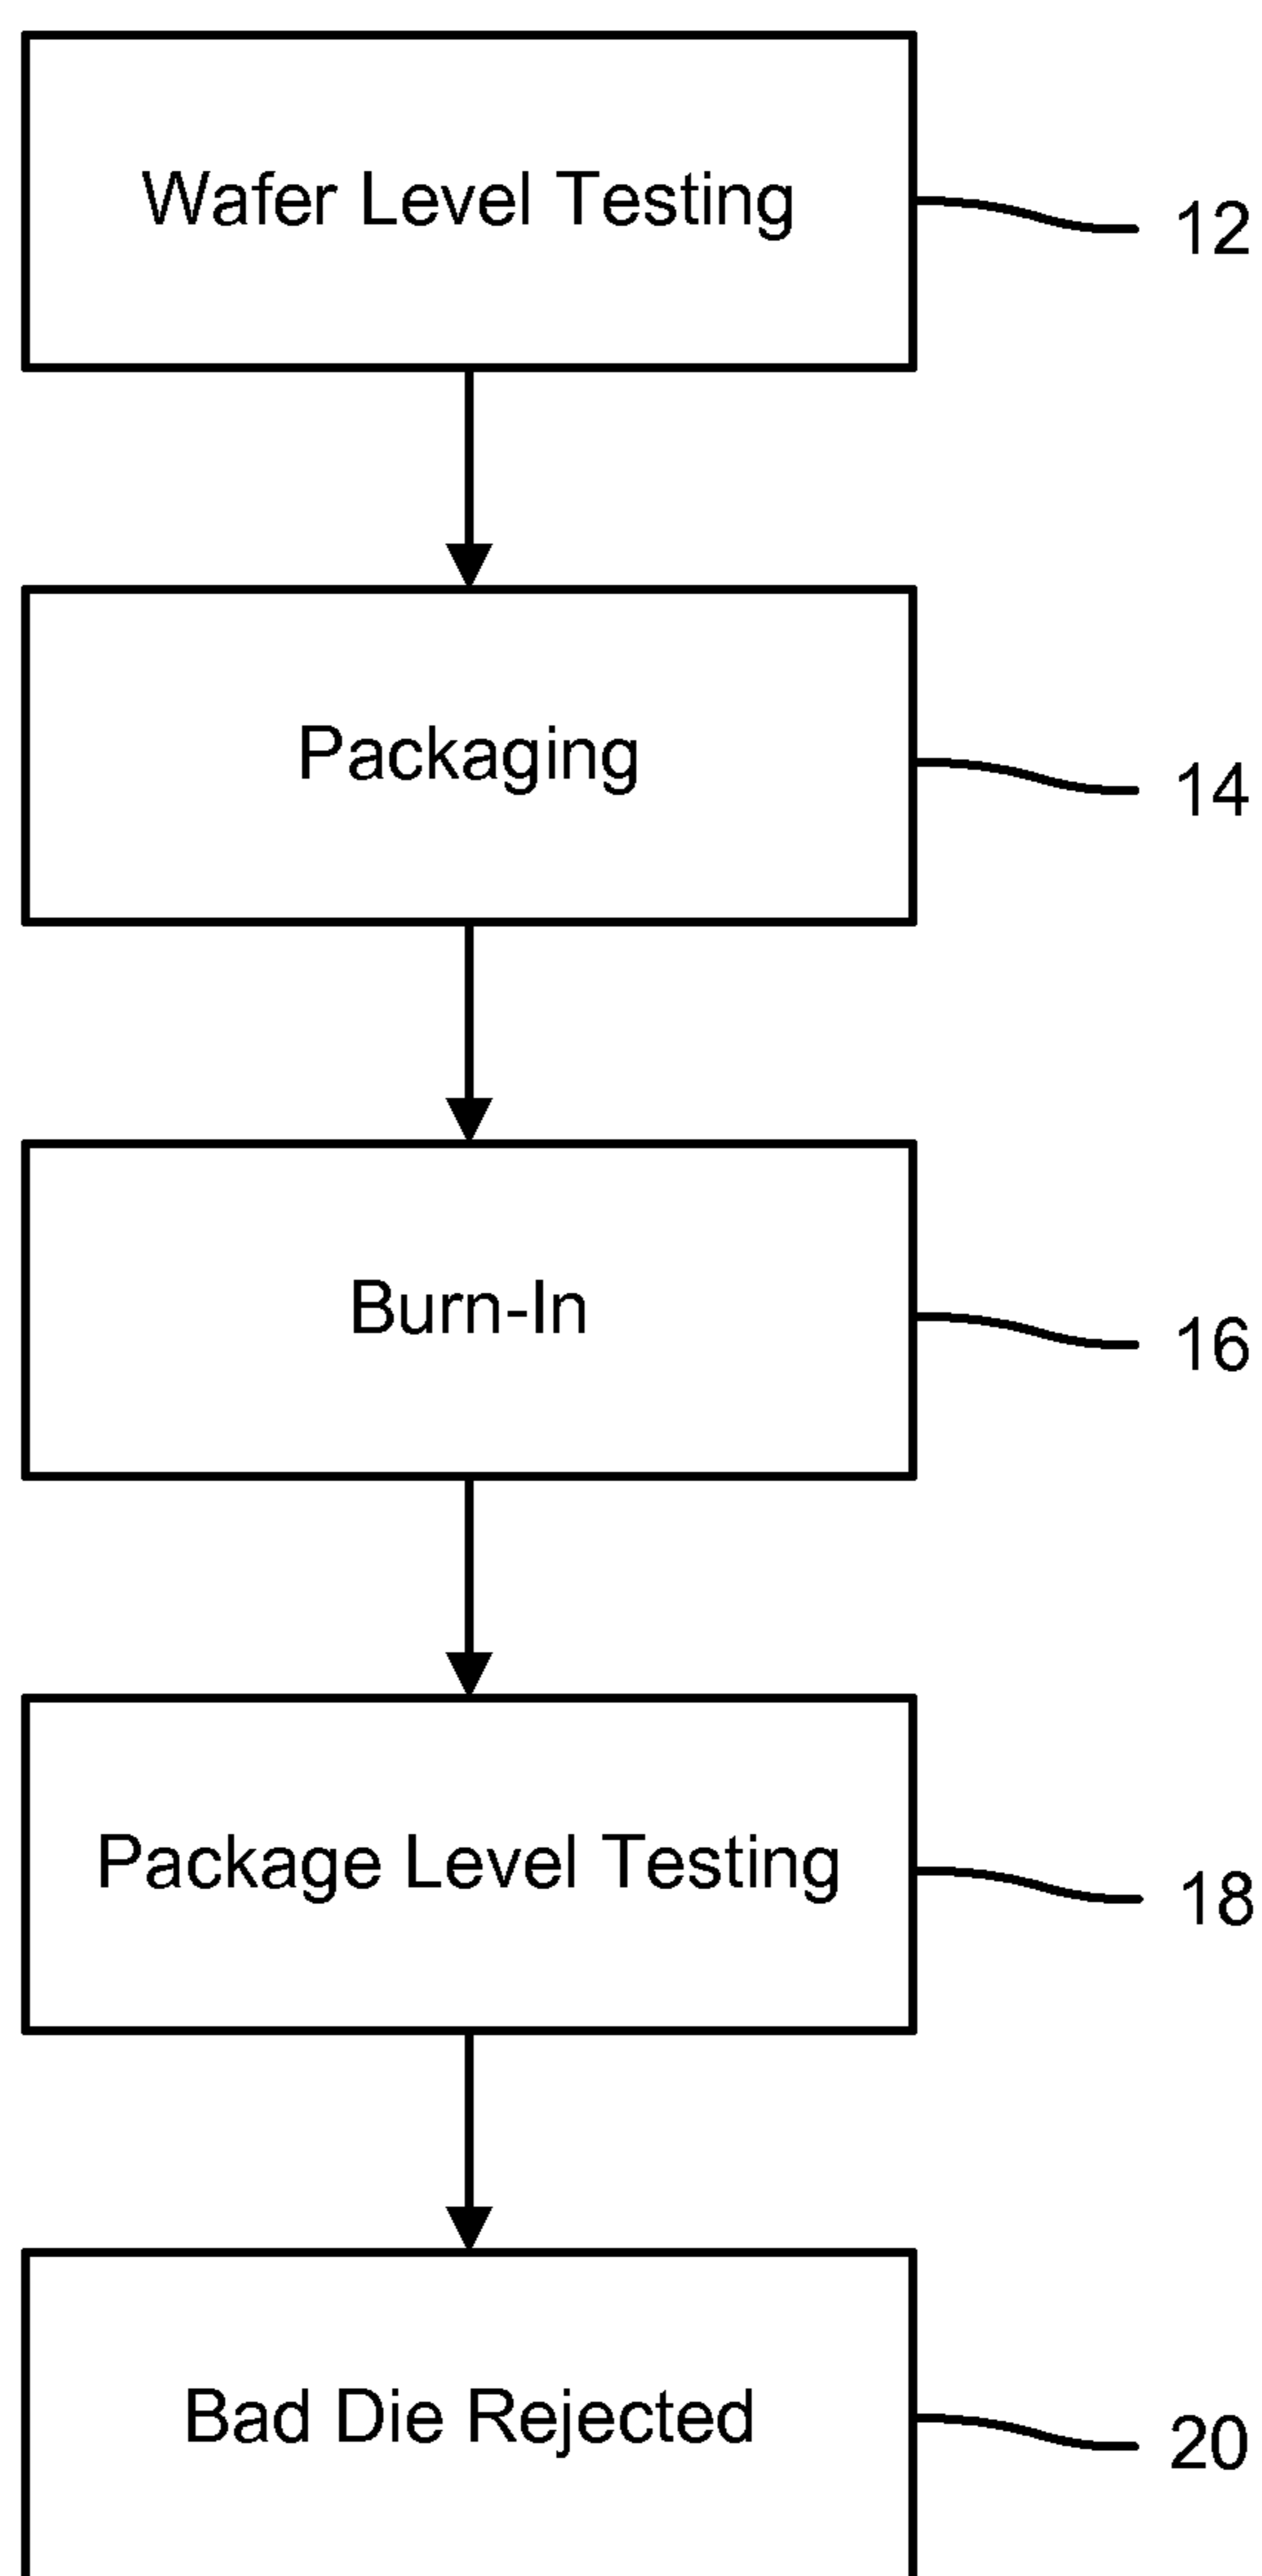 Wafer Level Testing
12
Packaging
14
Burn-In
16
Package Level Testing
18
Bad Die Rejected
20